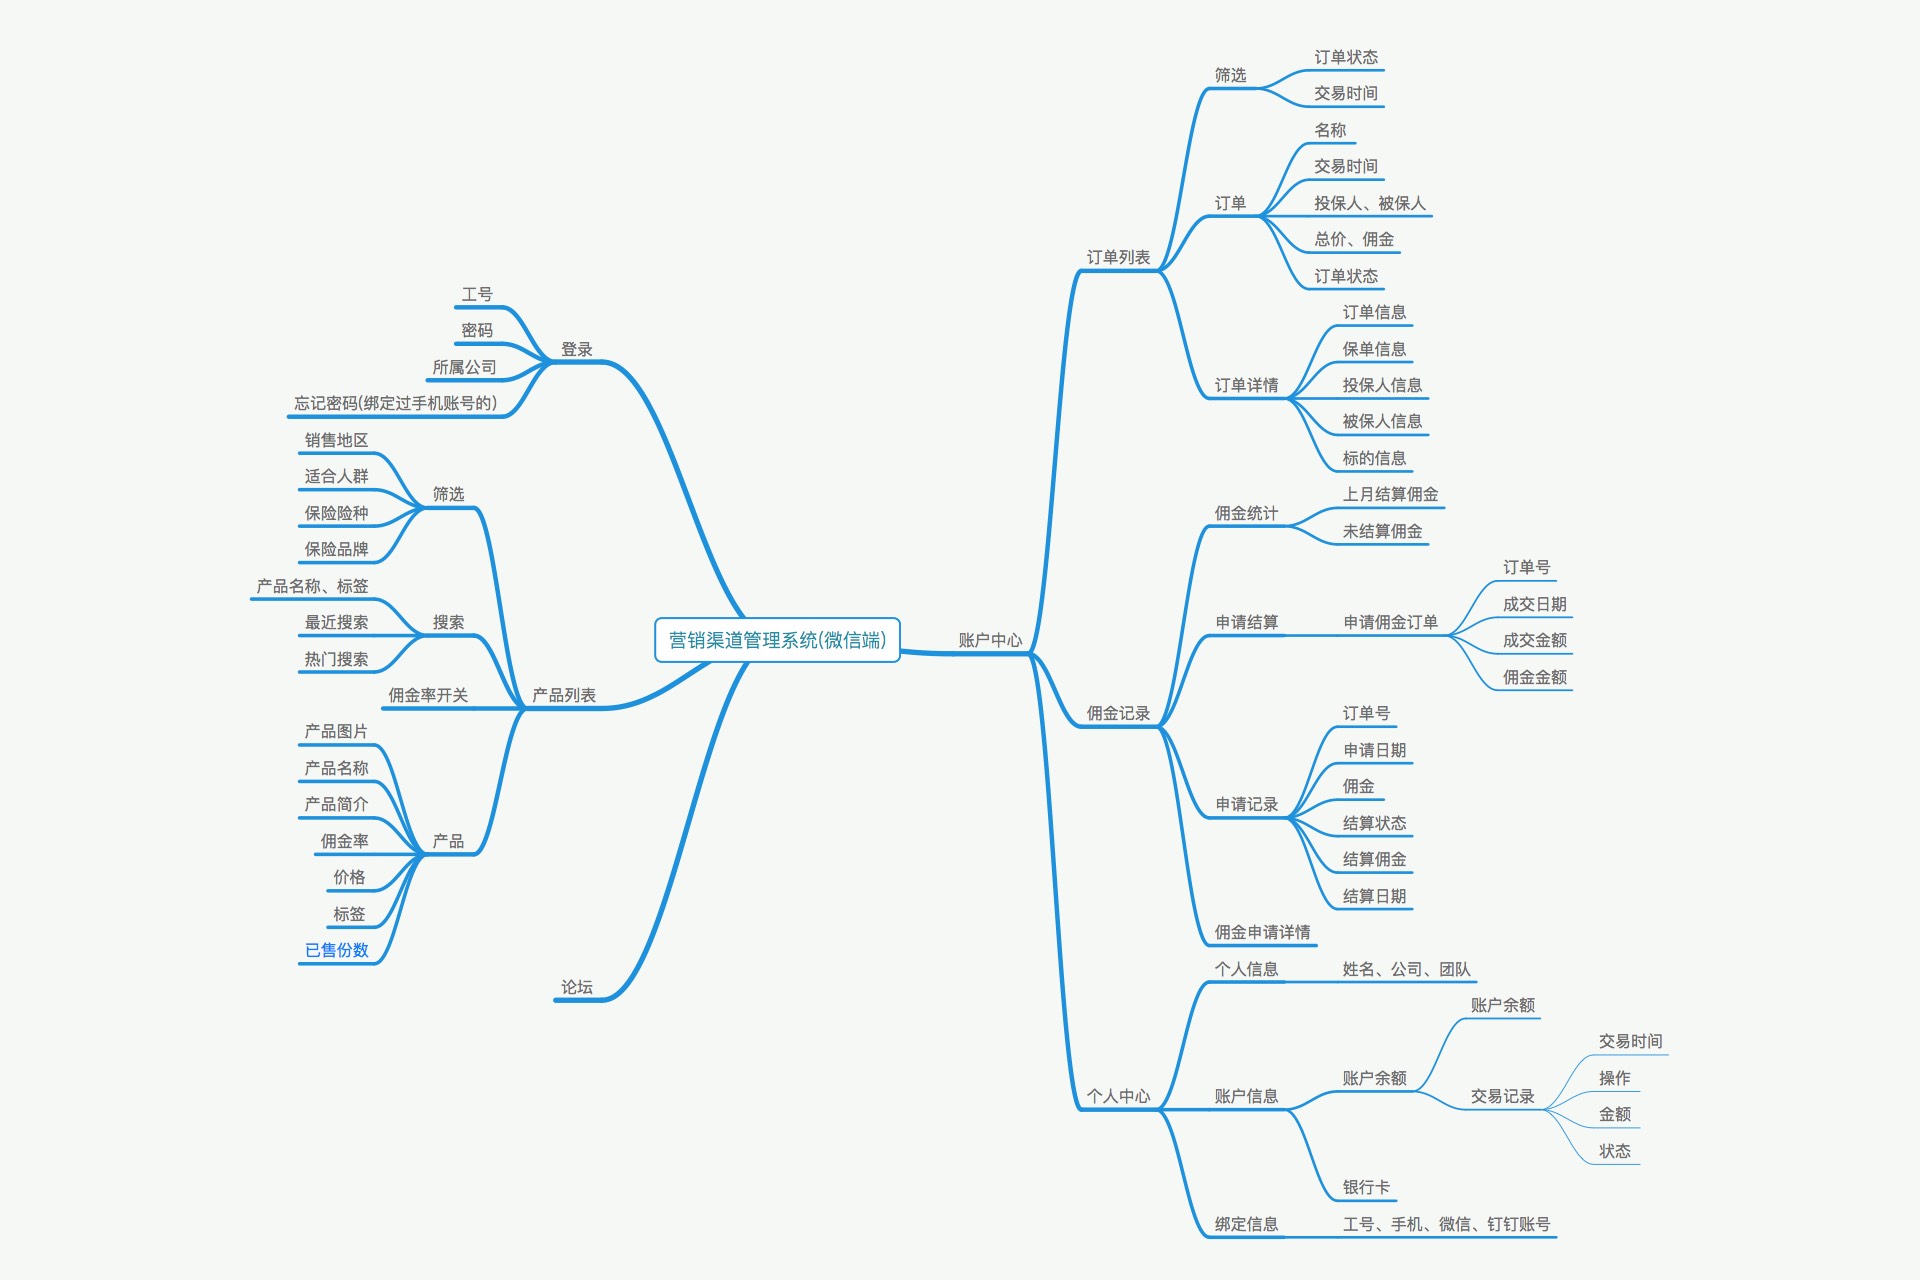 营销渠道管理系统(微信端)
登录
工号
密码
所属公司
忘记密码(绑定过手机账号的)
产品列表
筛选
销售地区
适合人群
保险险种
保险品牌
搜索
产品名称、标签
最近搜索
热门搜索
佣金率开关
产品
产品图片
产品名称
产品简介
佣金率
价格
标签
已售份数
论坛
账户中心
订单列表
筛选
订单状态
交易时间
订单
名称
交易时间
投保人、被保人
总价、佣金
订单状态
订单详情
订单信息
保单信息
投保人信息
被保人信息
标的信息
佣金记录
佣金统计
上月结算佣金
未结算佣金
申请结算
申请佣金订单
订单号
成交日期
成交金额
佣金金额
申请记录
订单号
申请日期
佣金
结算状态
结算佣金
结算日期
佣金申请详情
个人中心
个人信息
姓名、公司、团队
账户信息
账户余额
账户余额
交易记录
交易时间
操作
金额
状态
银行卡
绑定信息
工号、手机、微信、钉钉账号